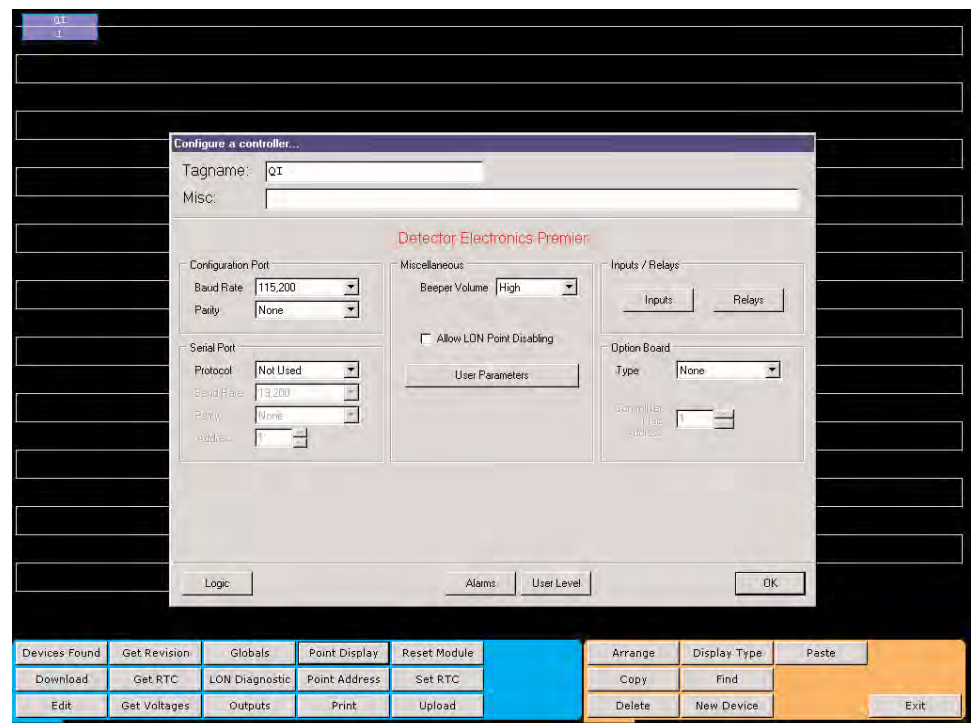 QI
1
Configure a controller...
Tagname: QI
Misc:
Detector Electronics Premier
Configuration Port
Baud Rate 115,200
Parity None
Miscellaneous
Beeper Volume High
Allow LON Point Disabling
User Parameters
Inputs / Relays
Inputs Relays
Serial Port
Protocol Not Used
Baud Rate 19,200
Parity None
Address 1
Option Board
Type None
Controller
Address 1
Logic Alarms User Level OK
Devices Found Get Revision Globals Point Display Reset Module Arrange Display Type Paste
Download Get RTC LON Diagnostic Point Address Set RTC Copy Find
Edit Get Voltages Outputs Print Upload Delete New Device Exit